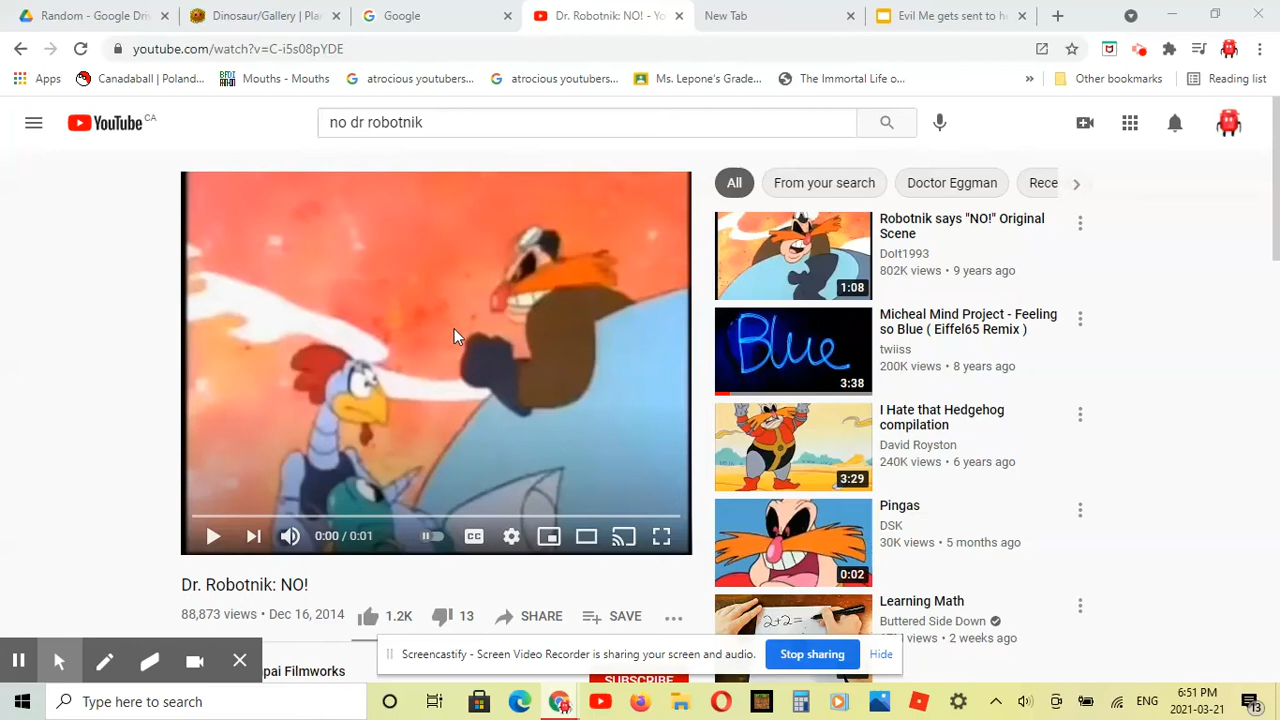 Random - Google Dri
Dinosaur/Gallery | Pla
Google
Dr. Robotnik: NO! - Yo
New Tab
Evil Me gets sent to h
youtube.com/watch?v=C-i5s08pYDE
Apps
Canadaball | Poland...
Mouths - Mouths
atrocious youtubes...
atrocious youtubers...
Ms. Lepone's Grade...
The Immortal Life o...
»
Other bookmarks
Reading list
YouTube CA
no dr robotnik
All
From your search
Doctor Eggman
Rece
Robotnik says "NO!" Original
Scene
DoIt1993
802K views • 9 years ago
1:08
Micheal Mind Project - Feeling
so Blue ( Eiffel65 Remix )
twiiss
200K views • 8 years ago
Blue
3:38
I Hate that Hedgehog
compilation
David Royston
240K views • 6 years ago
3:29
Pingas
DSK
30K views • 5 months ago
0:02
Learning Math
Buttered Side Down
views • 2 weeks ago
2+2=
0:00 / 0:01
CC
Dr. Robotnik: NO!
88,873 views • Dec 16, 2014
1.2K
13
SHARE
SAVE
pai Filmworks
SUBSCRIBE
Screencastify - Screen Video Recorder is sharing your screen and audio.
Stop sharing
Hide
Type here to search
ENG
6:51 PM
2021-03-21
13